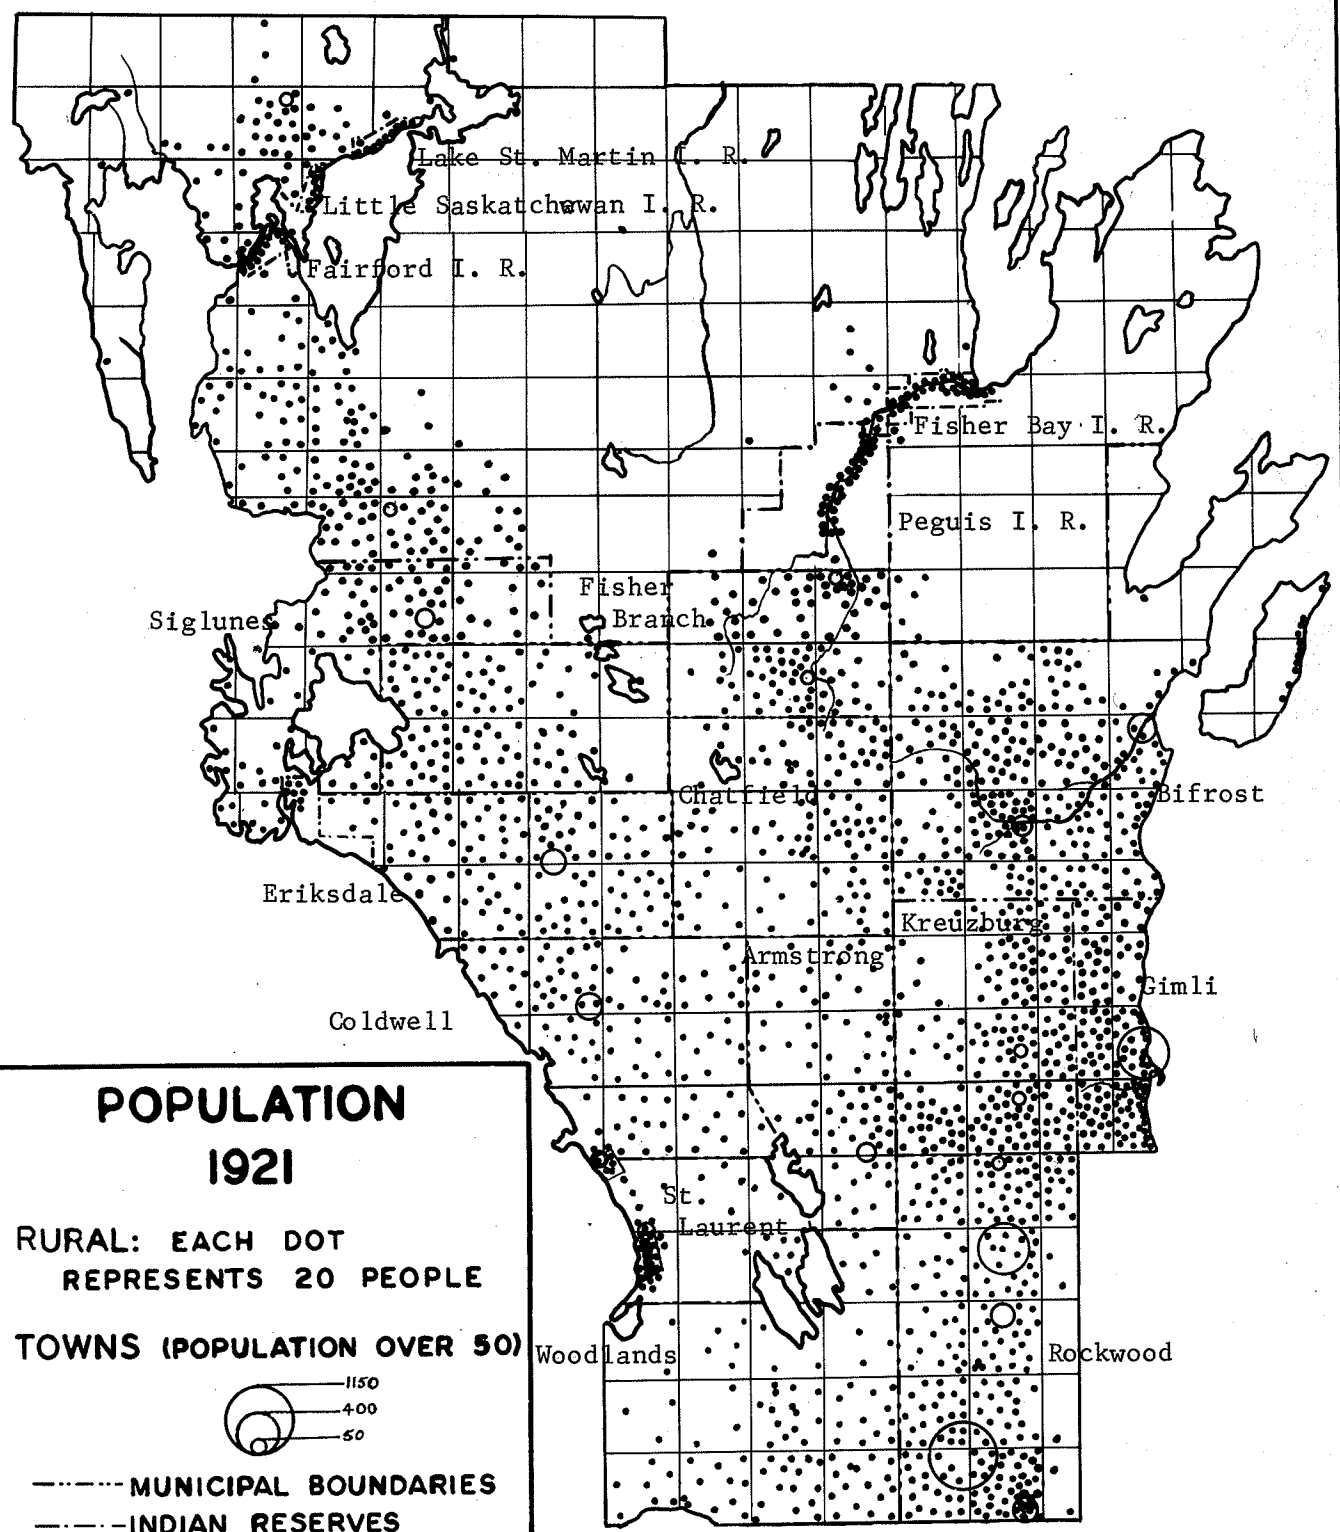 Lake St. Martin I. R.
Little Saskatchewan I. R.
Fairford I. R.
Fisher Bay I. R.
Peguis I. R.
Fisher
Branch
Siglunes
Chatfield
Bifrost
Eriksdale
Kreuzburg
Armstrong
Gimli
Coldwell
St.
Laurent
Woodlands
Rockwood
POPULATION
1921
RURAL: EACH DOT
REPRESENTS 20 PEOPLE
TOWNS (POPULATION OVER 50)
1150
400
50
MUNICIPAL BOUNDARIES
INDIAN RESERVES